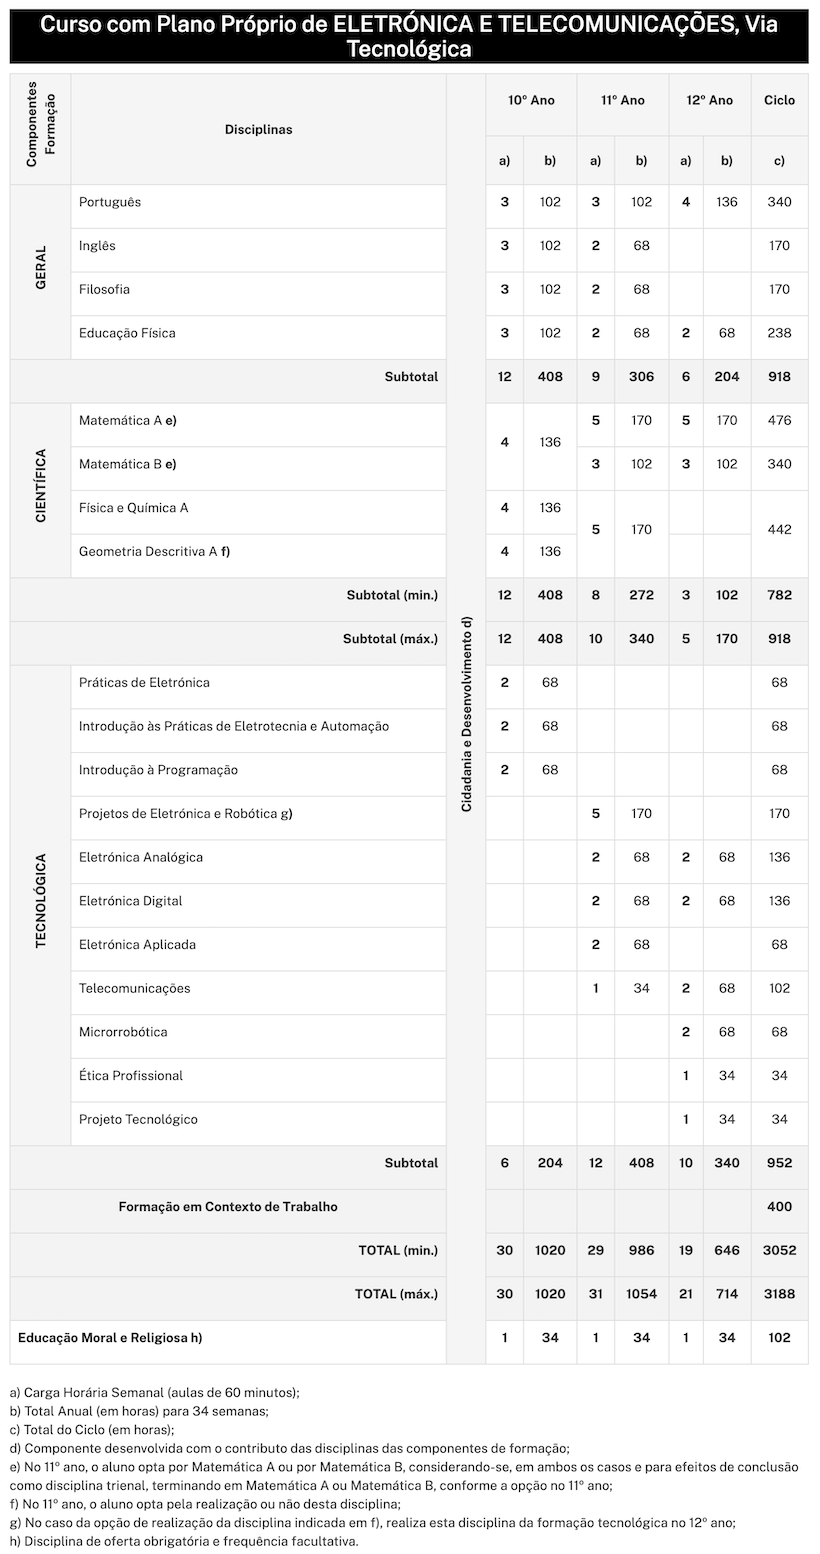 Curso com Plano Próprio de ELETRÓNICA E TELECOMUNICAÇÕES, Via
Tecnológica
Componentes
Formação
Disciplinas
Cidadania e Desenvolvimento d)
10º Ano 11º Ano 12º Ano Ciclo
a) b) a) b) a) b) c)
GERAL
Português 3 102 3 102 4 136 340
Inglês 3 102 2 68 170
Filosofia 3 102 2 68 170
Educação Física 3 102 2 68 2 68 238
Subtotal 12 408 9 306 6 204 918
CIENTÍFICA
Matemática A e) 4 136 5 170 5 170 476
Matemática B e) 3 102 3 102 340
Física e Química A 4 136 5 170 442
Geometria Descritiva A f) 4 136
Subtotal (min.) 12 408 8 272 3 102 782
Subtotal (máx.) 12 408 10 340 5 170 918
TECNOLÓGICA
Práticas de Eletrónica 2 68 68
Introdução às Práticas de Eletrotecnia e Automação 2 68 68
Introdução à Programação 2 68 68
Projetos de Eletrónica e Robótica g) 5 170 170
Eletrónica Analógica 2 68 2 68 136
Eletrónica Digital 2 68 2 68 136
Eletrónica Aplicada 2 68 68
Telecomunicações 1 34 2 68 102
Microrrobótica 2 68 68
Ética Profissional 1 34 34
Projeto Tecnológico 1 34 34
Subtotal 6 204 12 408 10 340 952
Formação em Contexto de Trabalho 400
TOTAL (min.) 30 1020 29 986 19 646 3052
TOTAL (máx.) 30 1020 31 1054 21 714 3188
Educação Moral e Religiosa h) 1 34 1 34 1 34 102
a) Carga Horária Semanal (aulas de 60 minutos);
b) Total Anual (em horas) para 34 semanas;
c) Total do Ciclo (em horas);
d) Componente desenvolvida com o contributo das disciplinas das componentes de formação;
e) No 11º ano, o aluno opta por Matemática A ou por Matemática B, considerando-se, em ambos os casos e para efeitos de conclusão
como disciplina trienal, terminando em Matemática A ou Matemática B, conforme a opção no 11º ano;
f) No 11º ano, o aluno opta pela realização ou não desta disciplina;
g) No caso da opção de realização da disciplina indicada em f), realiza esta disciplina da formação tecnológica no 12º ano;
h) Disciplina de oferta obrigatória e frequência facultativa.